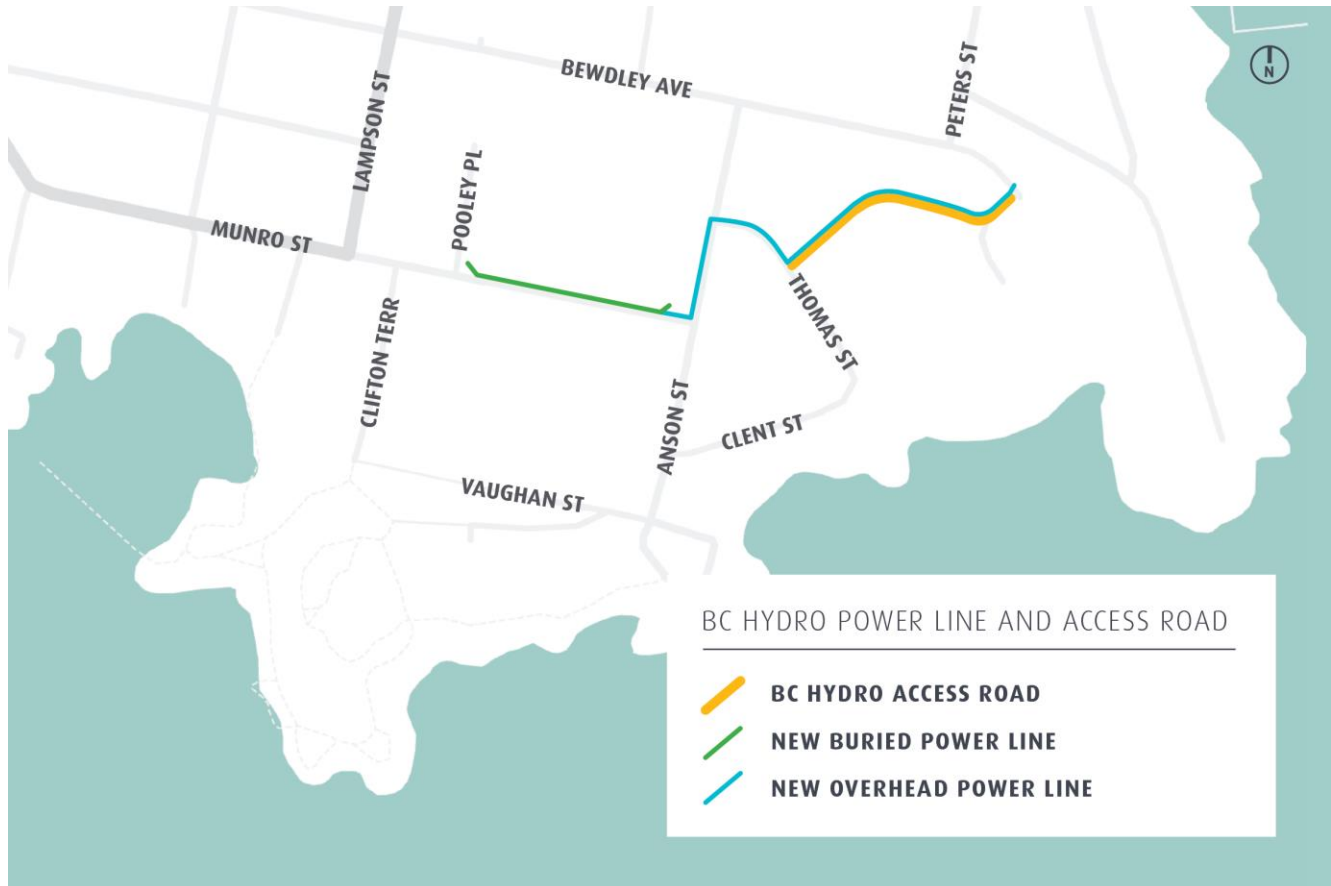 BEWDLEY AVE
PETERS ST
N
LAMPSON ST
POOLEY PL
MUNRO ST
CLIFTON TERR
THOMAS ST
ANSON ST
CLENT ST
VAUGHAN ST
BC HYDRO POWER LINE AND ACCESS ROAD
BC HYDRO ACCESS ROAD
NEW BURIED POWER LINE
NEW OVERHEAD POWER LINE